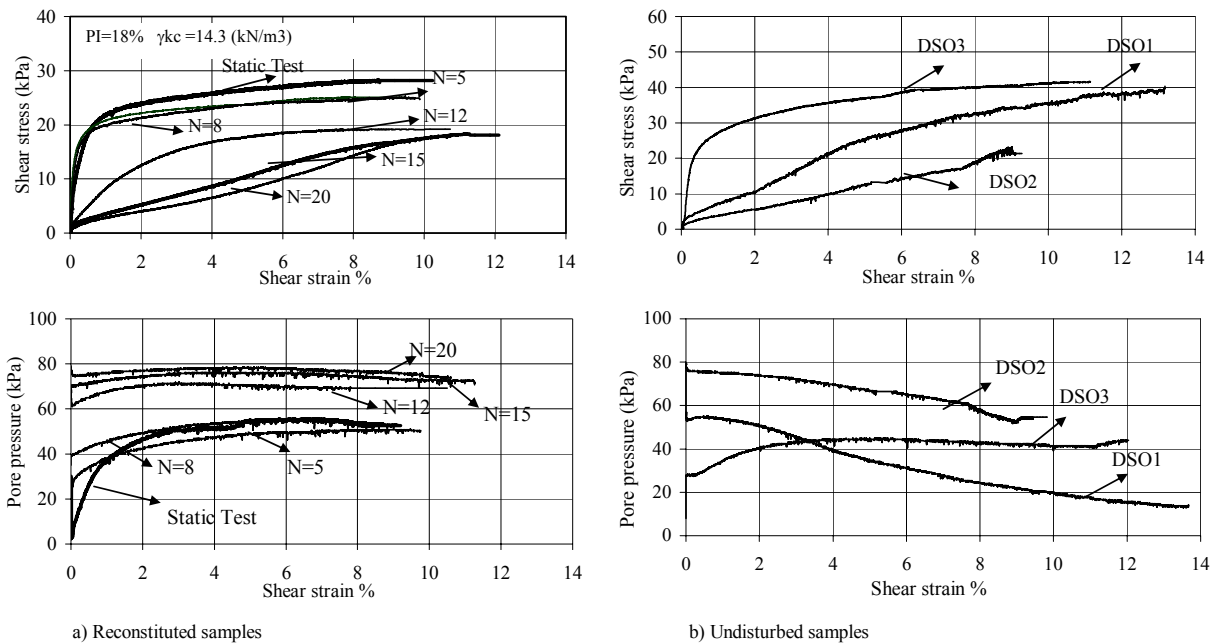 40
30
20
10
0
Shear stress (kPa)
PI=18% γkc =14.3 (kN/m3)
Static Test
N=5
N=8
N=12
N=15
N=20
0 2 4 6 8 10 12 14
Shear strain %
60
50
40
30
20
10
0
Shear stress (kPa)
DSO3
DSO1
DSO2
0 2 4 6 8 10 12 14
Shear strain %
100
80
60
40
20
0
Pore pressure (kPa)
N=20
N=12
N=15
N=8
N=5
Static Test
0 2 4 6 8 10 12 14
Shear strain %
100
80
60
40
20
0
Pore pressure (kPa)
DSO2
DSO3
DSO1
0 2 4 6 8 10 12 14
Shear strain %
a) Reconstituted samples
b) Undisturbed samples